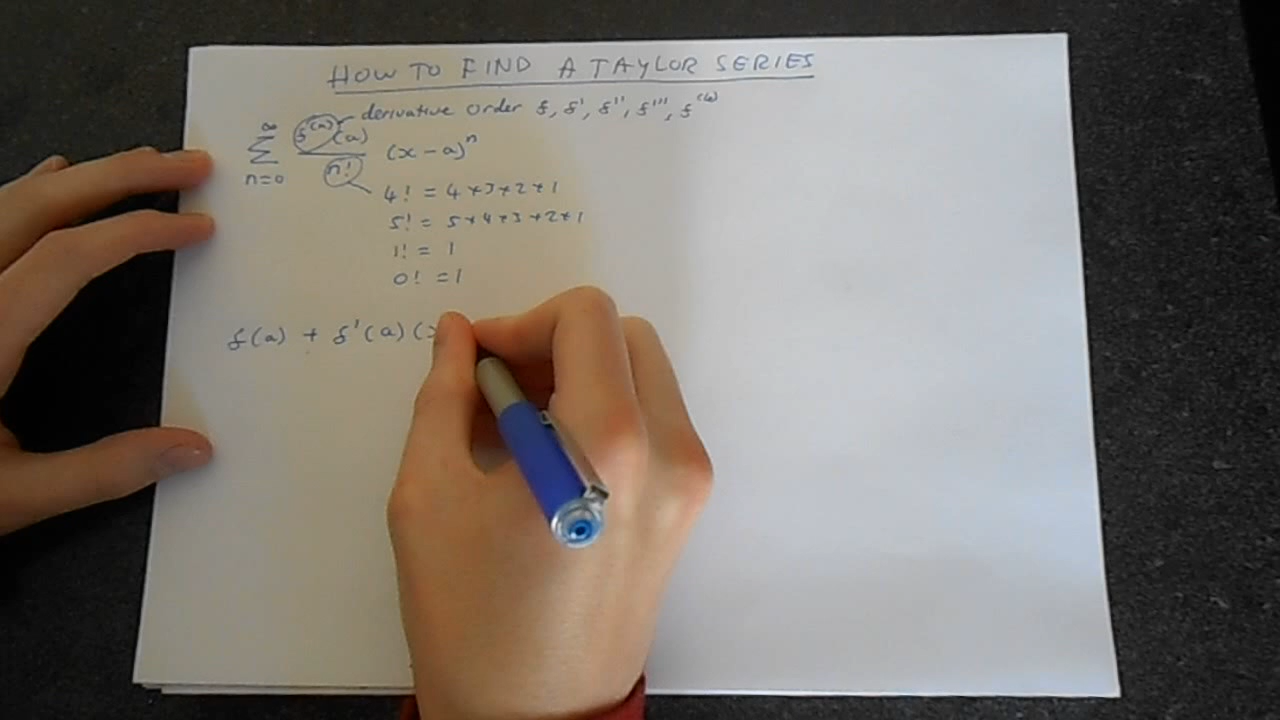 HOW TO FIND A TAYLOR SERIES
derivative order f, f', f'', f''', f^(4)
∞ Σ n=0 f^(n)(a) / n! (x-a)^n
4! = 4×3×2×1
5! = 5×4×3×2×1
1! = 1
0! = 1
f(a) + f'(a)(x